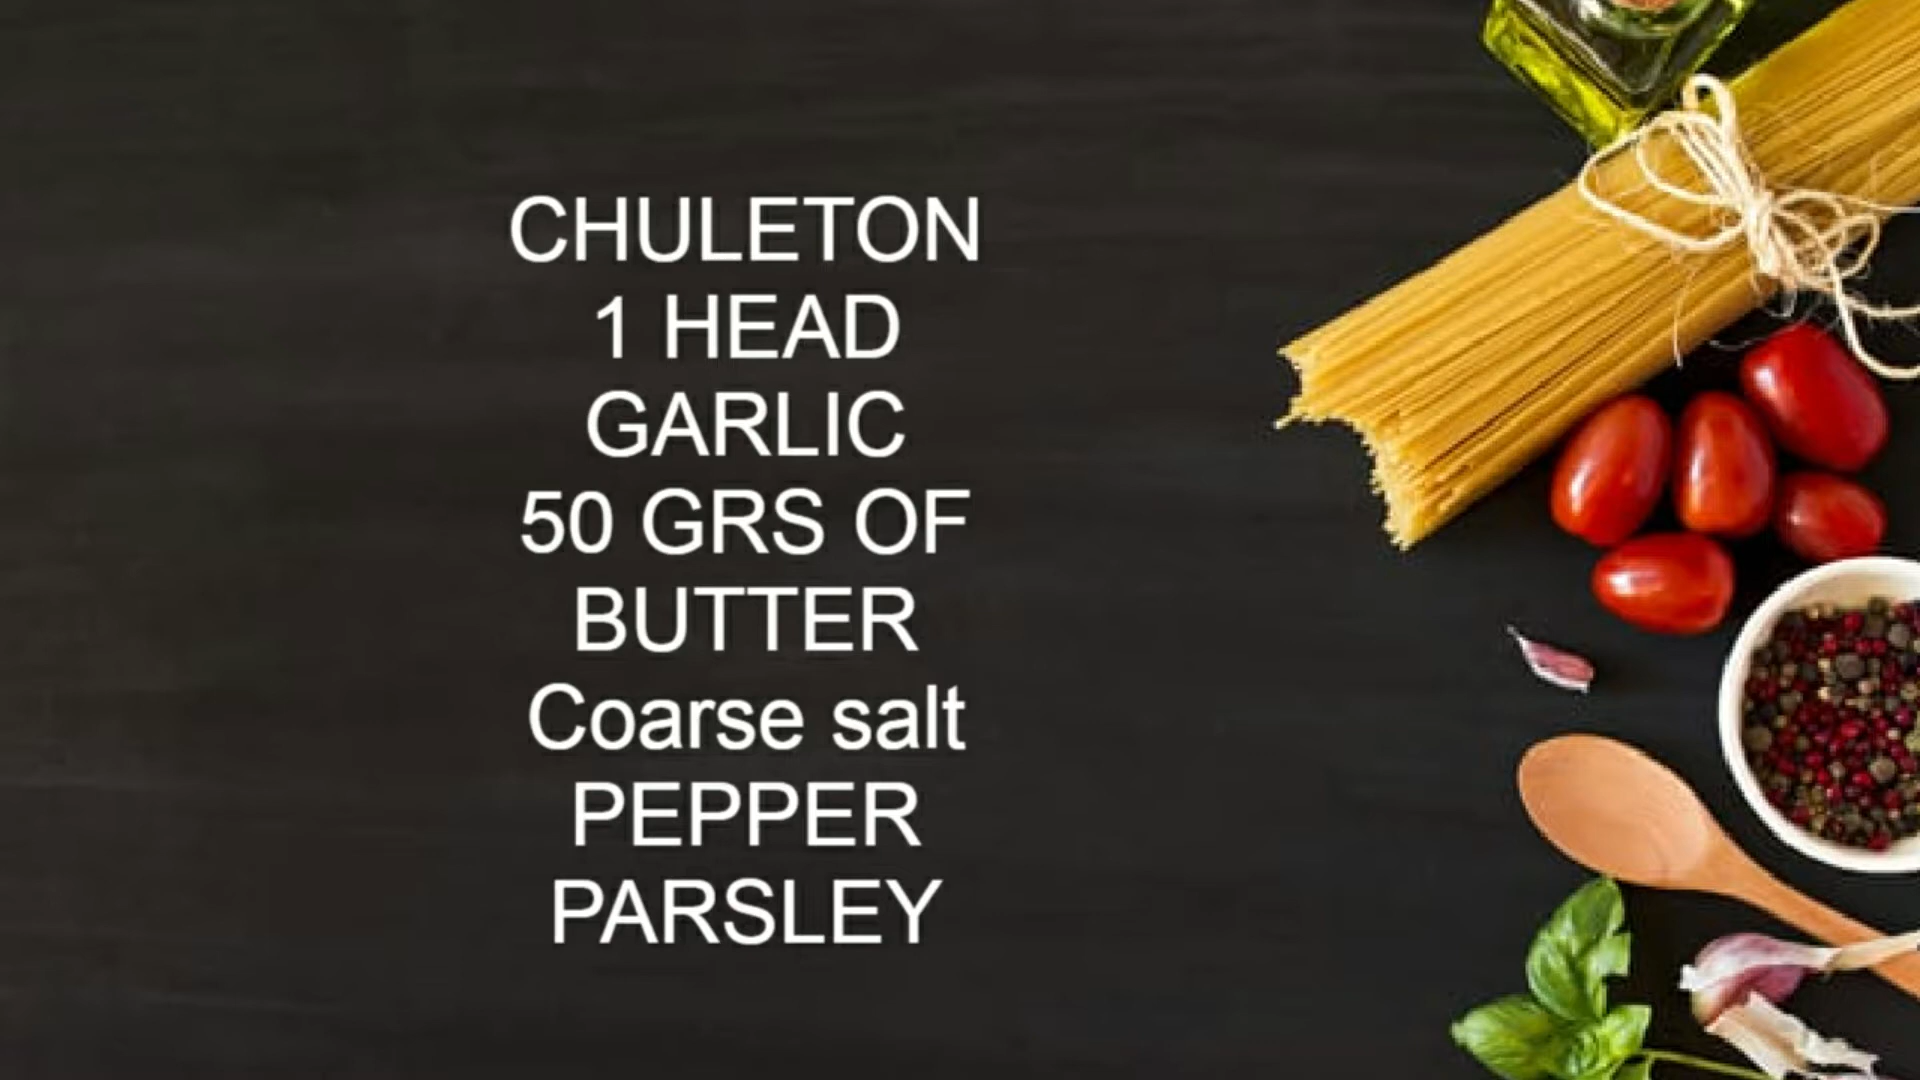 CHULETON
1 HEAD
GARLIC
50 GRS OF
BUTTER
Coarse salt
PEPPER
PARSLEY